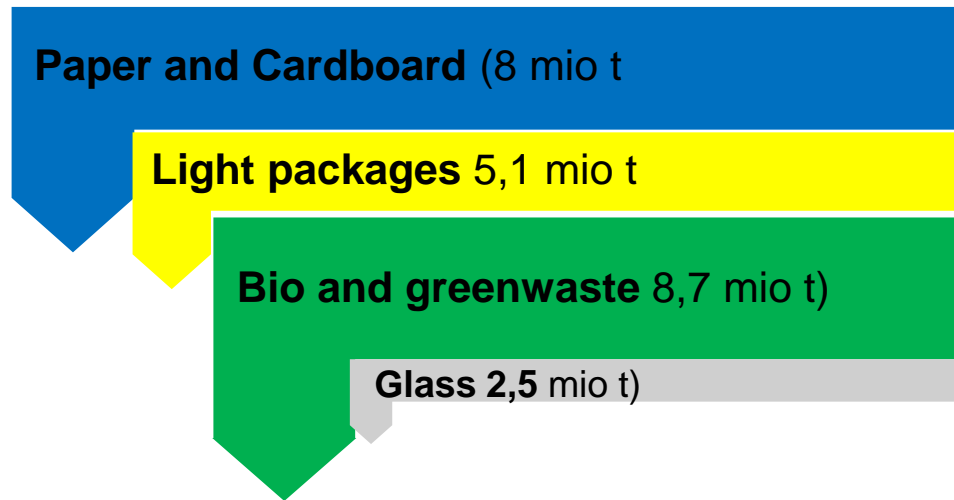 Paper and Cardboard (8 mio t
Light packages 5,1 mio t
Bio and greenwaste 8,7 mio t)
Glass 2,5 mio t)